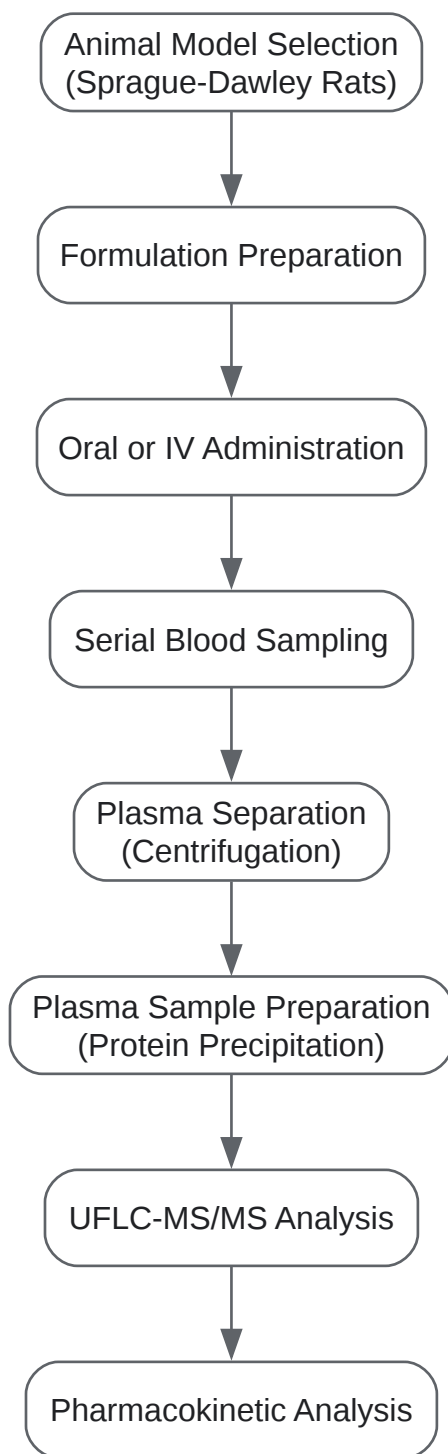 Animal Model Selection
(Sprague-Dawley Rats)
Formulation Preparation
Oral or IV Administration
Serial Blood Sampling
Plasma Separation
(Centrifugation)
Plasma Sample Preparation
(Protein Precipitation)
UFLC-MS/MS Analysis
Pharmacokinetic Analysis